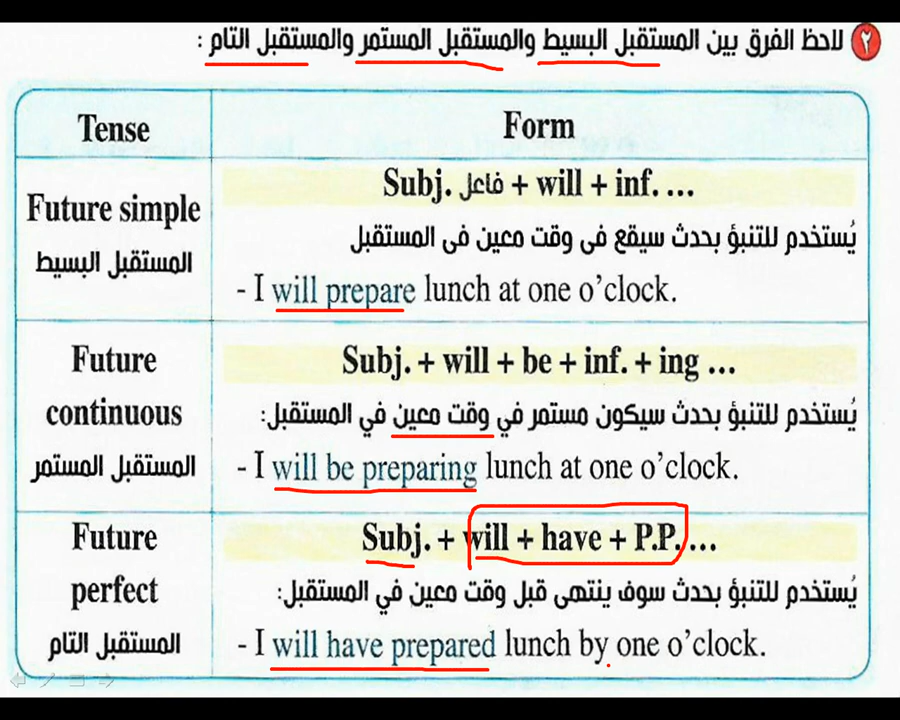 ٢ لاحظ الفرق بين المستقبل البسيط والمستقبل المستمر والمستقبل التام :
Tense
Form
Future simple
المستقبل البسيط
Subj. فاعل + will + inf. ...
يُستخدم للتنبؤ بحدث سيقع فى وقت معين فى المستقبل
- I will prepare lunch at one o’clock.
Future
continuous
المستقبل المستمر
Subj. + will + be + inf. + ing ...
يُستخدم للتنبؤ بحدث سيكون مستمر في وقت معين في المستقبل:
- I will be preparing lunch at one o’clock.
Future
perfect
المستقبل التام
Subj. + will + have + P.P. ...
يُستخدم للتنبؤ بحدث سوف ينتهى قبل وقت معين في المستقبل:
- I will have prepared lunch by one o’clock.